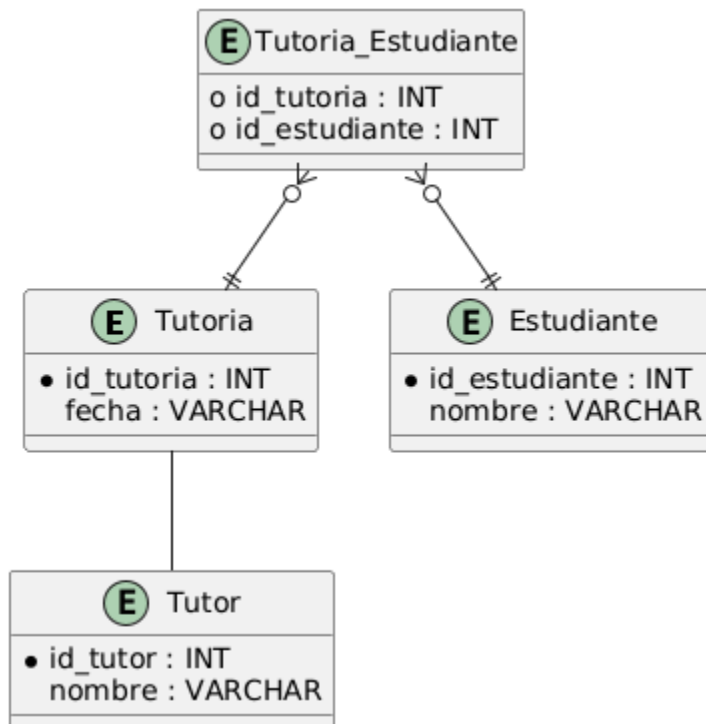 E Tutoria_Estudiante
o id_tutoria : INT
o id_estudiante : INT
E Tutoria
id_tutoria : INT
fecha : VARCHAR
E Estudiante
id_estudiante : INT
nombre : VARCHAR
E Tutor
id_tutor : INT
nombre : VARCHAR